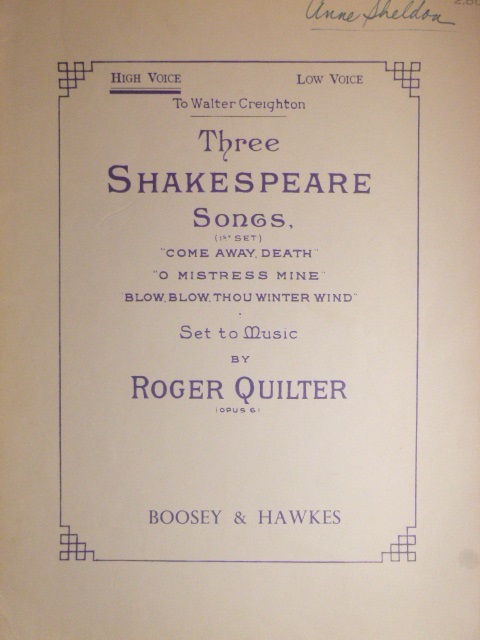 Anne Sheldon
HIGH VOICE LOW VOICE
To Walter Creighton
Three
SHAKESPEARE
SONGS,
(1ST SET)
"COME AWAY, DEATH"
"O MISTRESS MINE"
BLOW, BLOW, THOU WINTER WIND"
Set to Music
BY
ROGER QUILTER
(OPUS 6)
BOOSEY & HAWKES